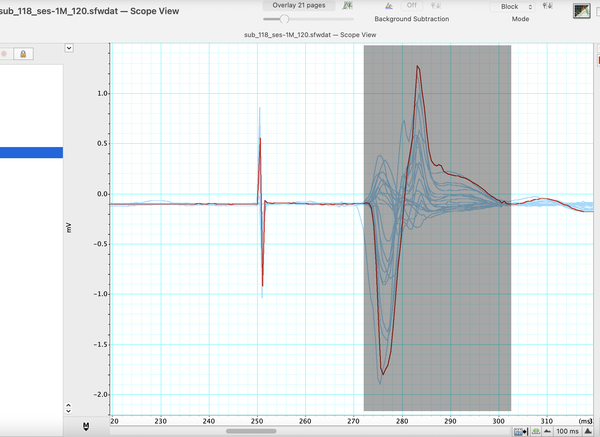 sub_118_ses-1M_120.sfwdat — Scope View
Overlay 21 pages
Off
Block
Background Subtraction
Mode
sub_118_ses-1M_120.sfwdat — Scope View
1.0
0.5
0.0
mV
−0.5
−1.0
−1.5
−2.0
20 230 240 250 260 270 280 290 300 310 (ms)
100 ms